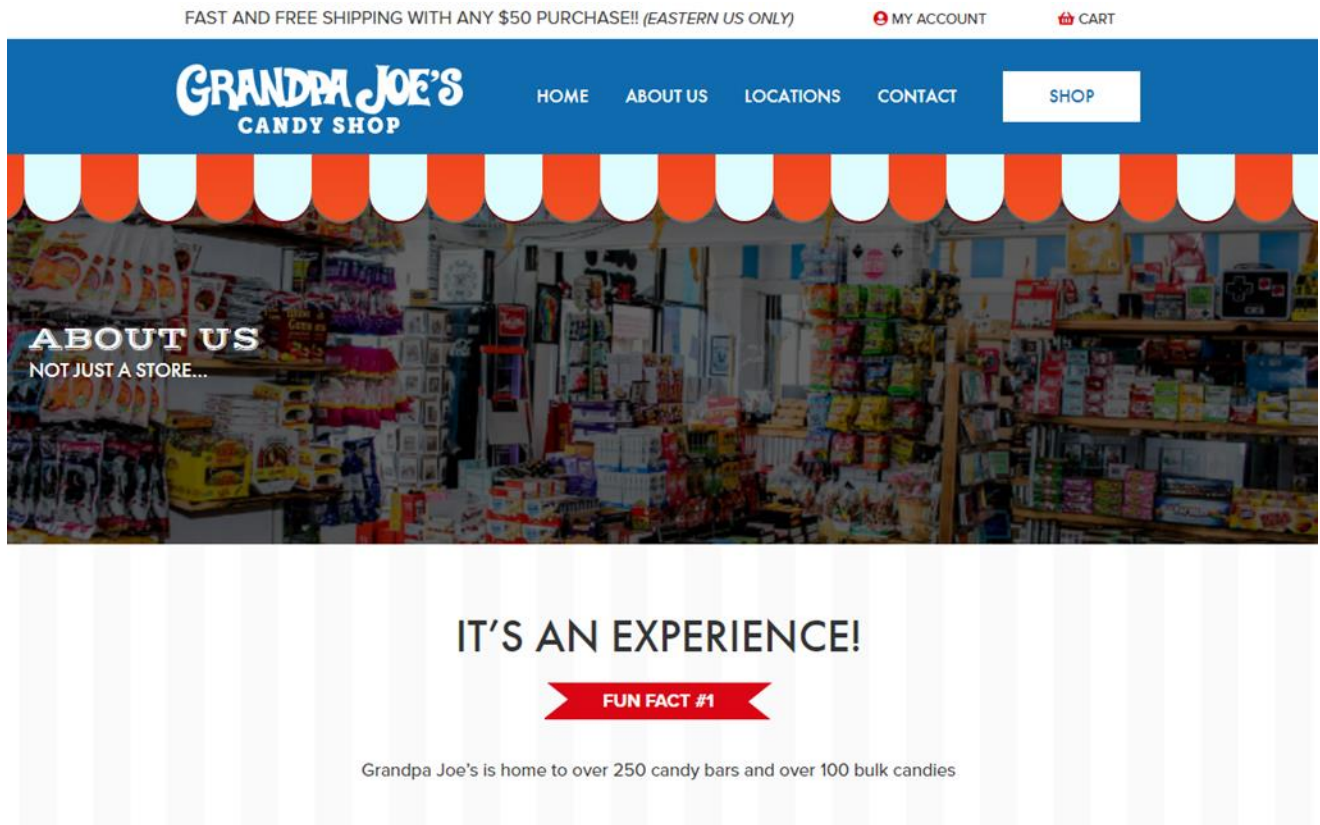 FAST AND FREE SHIPPING WITH ANY $50 PURCHASE!! (EASTERN US ONLY)
MY ACCOUNT
CART
GRANDPA JOE'S
CANDY SHOP
HOME
ABOUT US
LOCATIONS
CONTACT
SHOP
ABOUT US
NOT JUST A STORE...
IT'S AN EXPERIENCE!
FUN FACT #1
Grandpa Joe's is home to over 250 candy bars and over 100 bulk candies